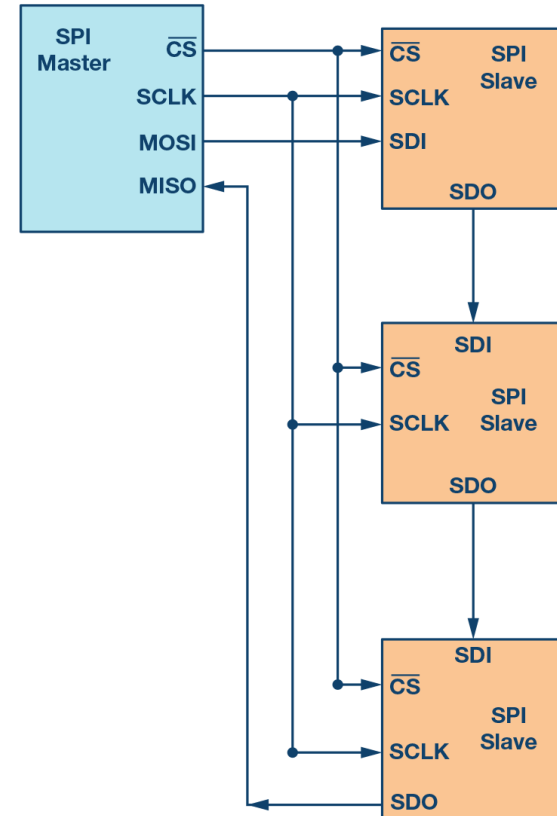 SPI
Master
CS
SCLK
MOSI
MISO
CS
SPI
Slave
SCLK
SDI
SDO
SDI
CS
SPI
Slave
SCLK
SDO
SDI
CS
SPI
Slave
SCLK
SDO